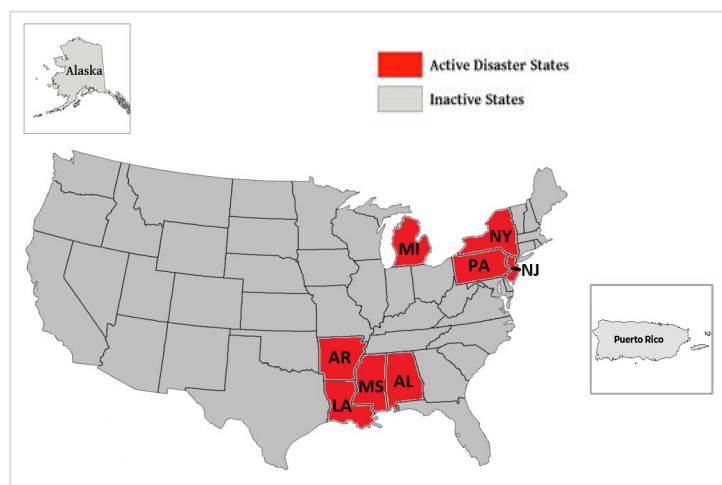 Alaska
Active Disaster States
Inactive States
MI
NY
PA
NJ
Puerto Rico
AR
MS
AL
LA